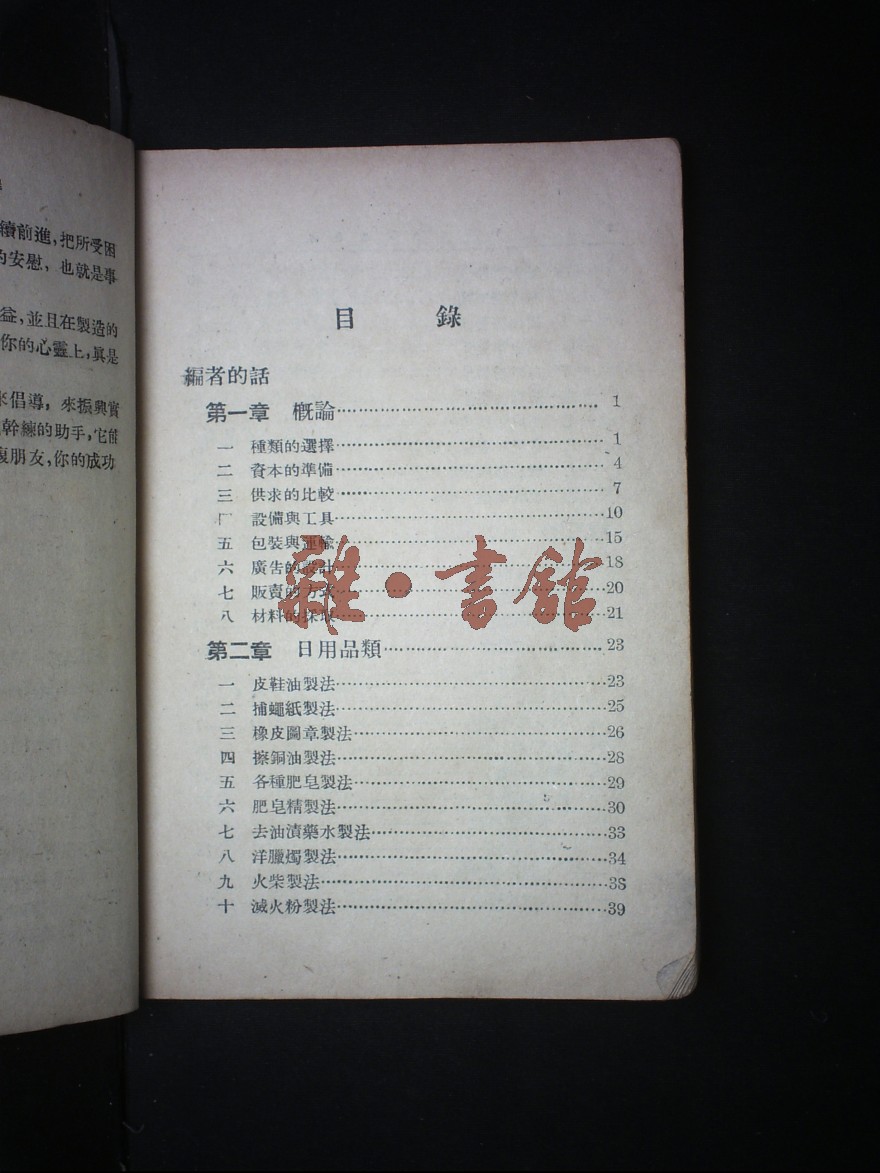 續前進,把所受困
的安慰, 也就是事
益,並且在製造的
你的心靈上,眞是
來倡導, 來振興實
幹練的助手,它能
復朋友,你的成功
目 錄
編者的話
第一章 概論 1
一 種類的選擇 1
二 資本的準備 4
三 供求的比較 7
厂 設備與工具 10
五 包裝與運輸 15
六 廣告的設計 18
七 販賣的方式 20
八 材料的採取 21
雜·書館
第二章 日用品類 23
一 皮鞋油製法 23
二 捕蠅紙製法 25
三 橡皮圖章製法 26
四 擦銅油製法 28
五 各種肥皂製法 29
六 肥皂精製法 30
七 去油漬藥水製法 33
八 洋臘燭製法 34
九 火柴製法 38
十 滅火粉製法 39